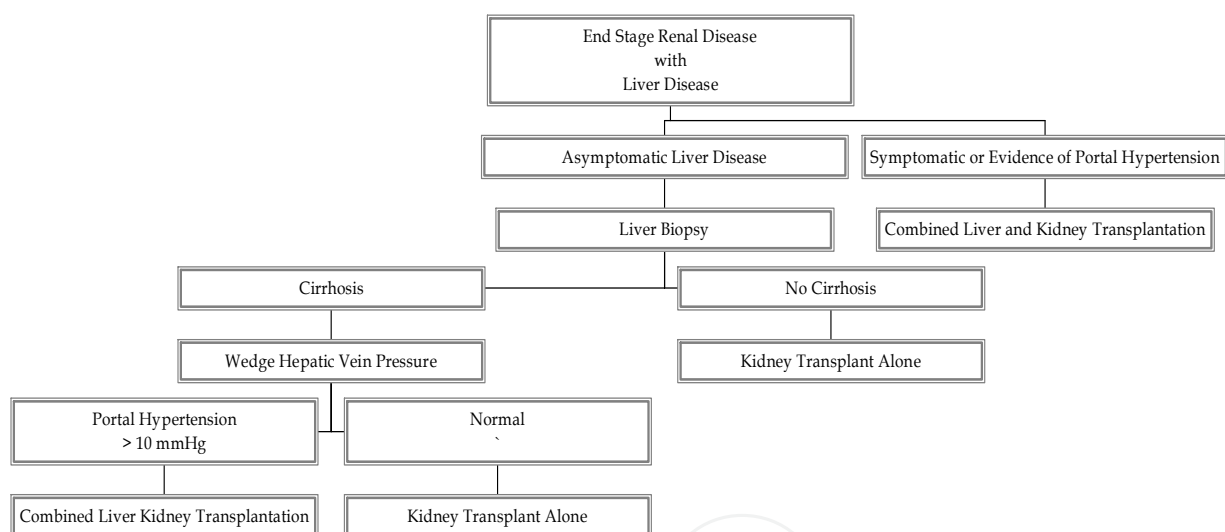 End Stage Renal Disease
with
Liver Disease
Asymptomatic Liver Disease
Symptomatic or Evidence of Portal Hypertension
Liver Biopsy
Combined Liver and Kidney Transplantation
Cirrhosis
No Cirrhosis
Wedge Hepatic Vein Pressure
Kidney Transplant Alone
Portal Hypertension
> 10 mmHg
Normal
`
Combined Liver Kidney Transplantation
Kidney Transplant Alone